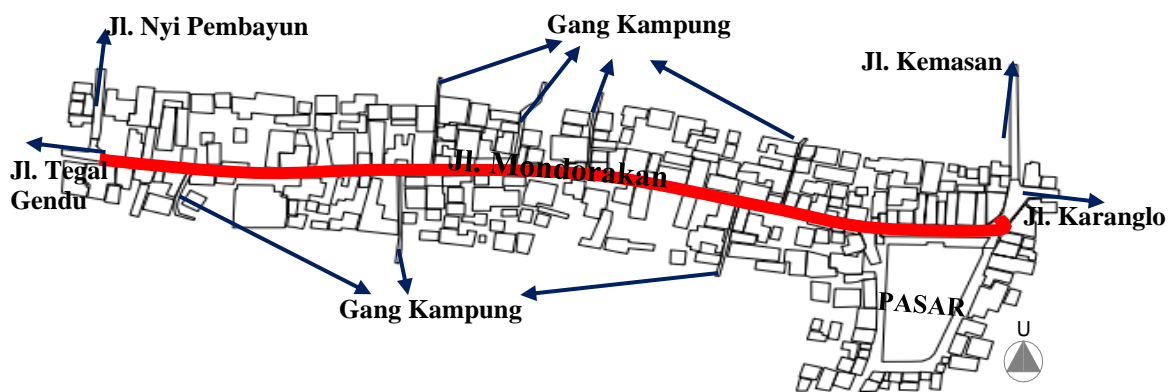 Jl. Nyi Pembayun
Gang Kampung
Jl. Kemasan
Jl. Mondorakan
Jl. Tegal
Gendu
Jl. Karanglo
Gang Kampung
PASAR
U